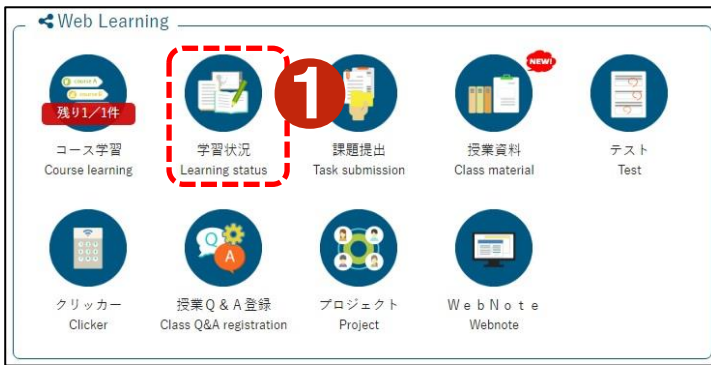 Web Learning
course A
course B
残り1／1件
NEW!
1
コース学習
Course learning
学習状況
Learning status
課題提出
Task submission
授業資料
Class material
テスト
Test
Q
A
クリッカー
Clicker
授業Q＆A登録
Class Q&A registration
プロジェクト
Project
ＷｅｂＮｏｔｅ
Webnote